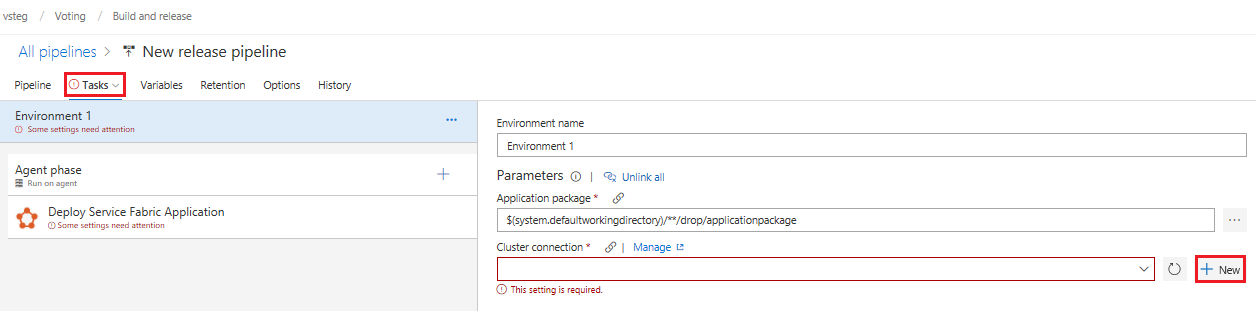 vsteg / Voting / Build and release
All pipelines > New release pipeline
Pipeline Tasks Variables Retention Options History
Environment 1
Some settings need attention
...
Agent phase
Run on agent
Deploy Service Fabric Application
Some settings need attention
Environment name
Environment 1
Parameters | Unlink all
Application package *
$(system.defaultworkingdirectory)/**/drop/applicationpackage
...
Cluster connection * | Manage
New
This setting is required.